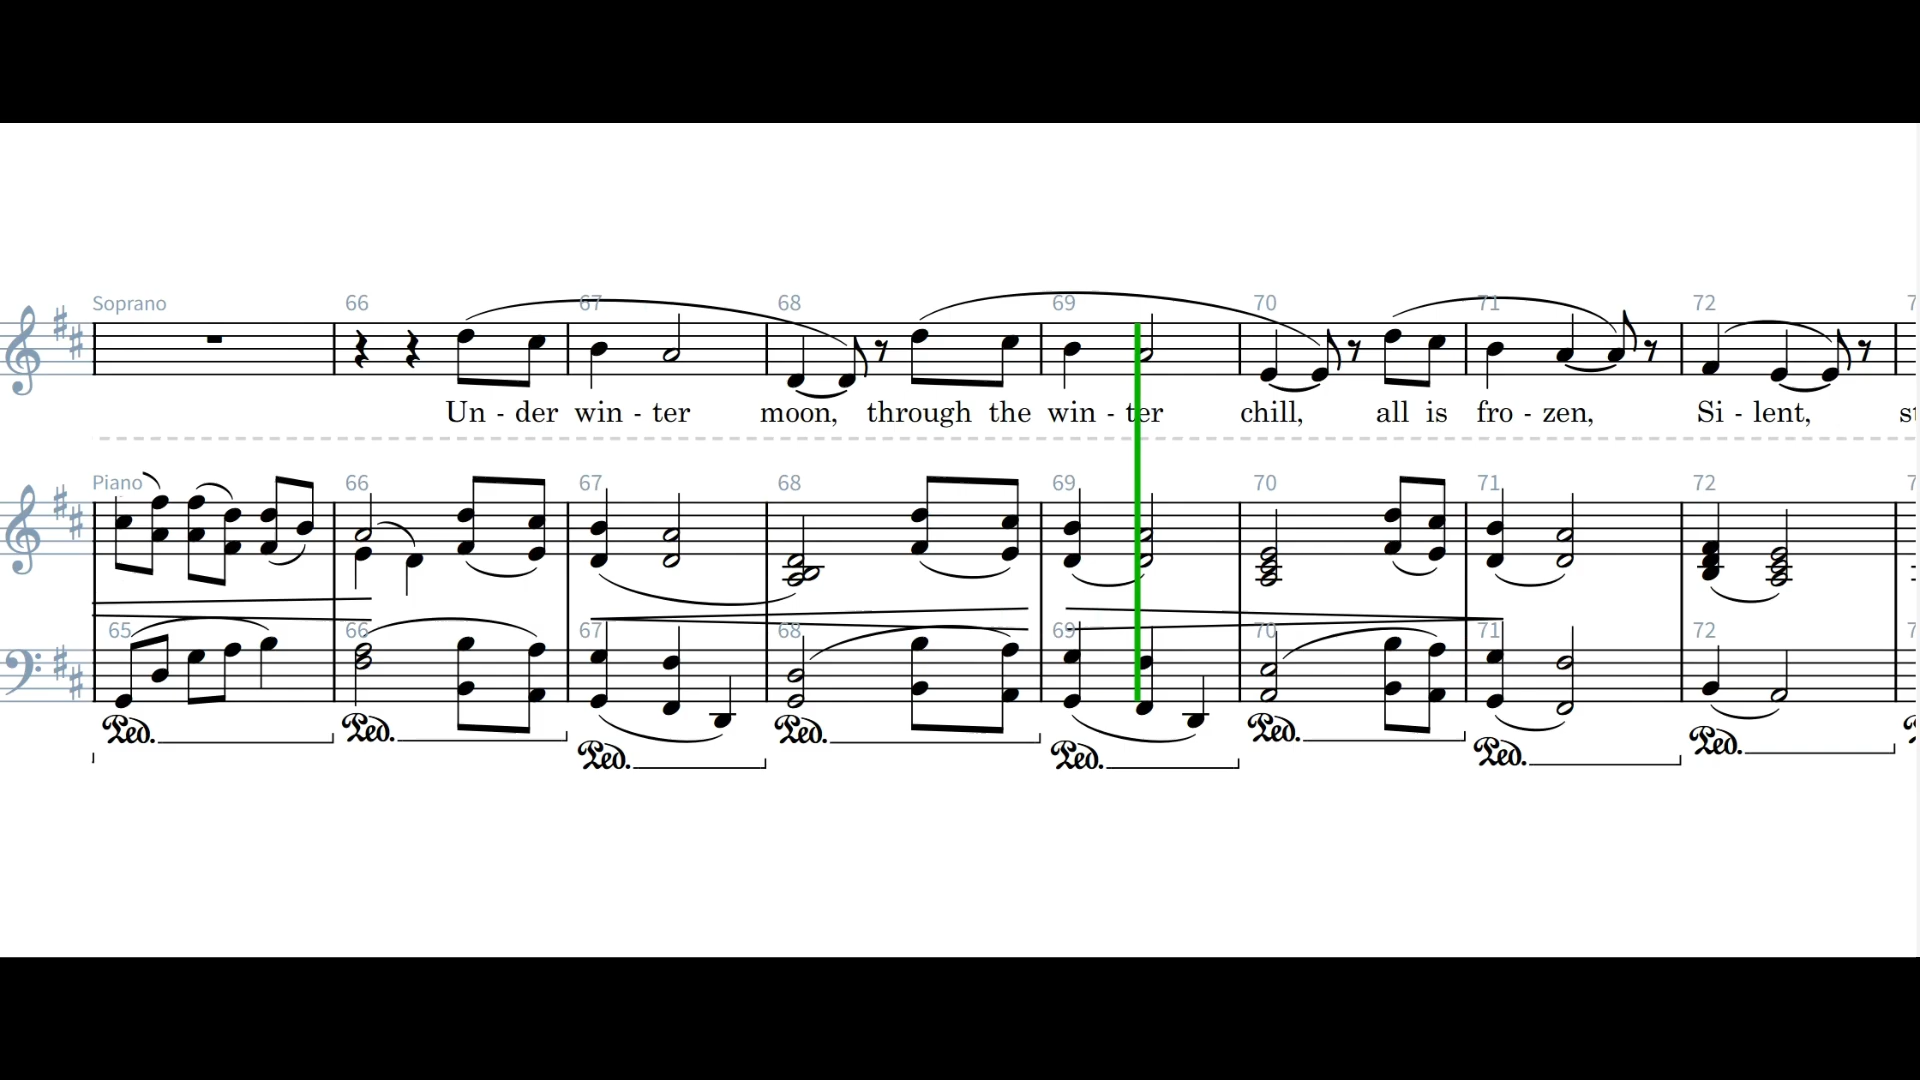 Soprano 66 67 68 69 70 71 72
Un - der win - ter moon, through the win - ter chill, all is fro - zen, Si - lent,
Piano 66 67 68 69 70 71 72
65 66 67 68 69 70 71 72
Ped. Ped. Ped. Ped. Ped. Ped. Ped. Ped.